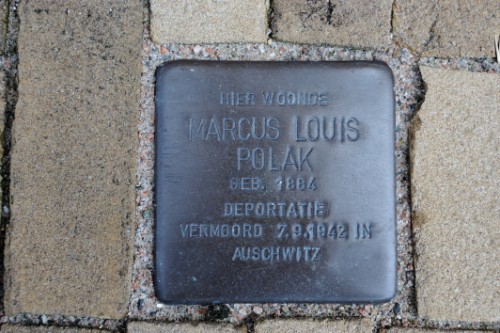 HIER WOONDE
MARCUS LOUIS
POLAK
GEB. 1884
DEPORTATIE
VERMOORD 7.9.1942 IN
AUSCHWITZ